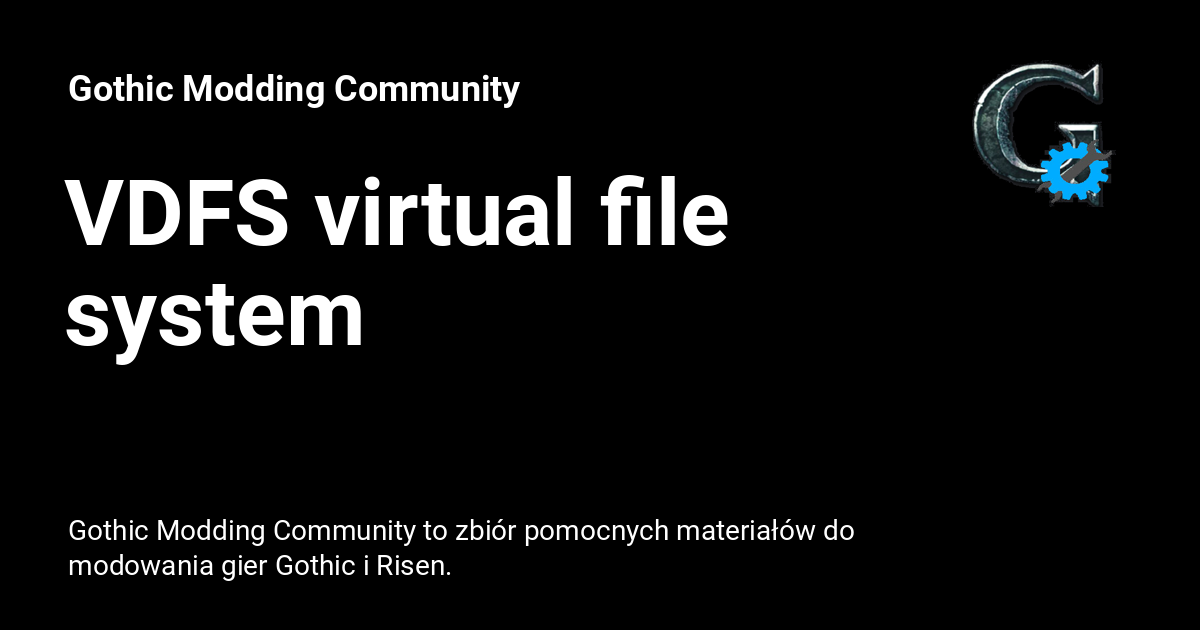 Gothic Modding Community
VDFS virtual file
system
Gothic Modding Community to zbiór pomocnych materiałów do
modowania gier Gothic i Risen.